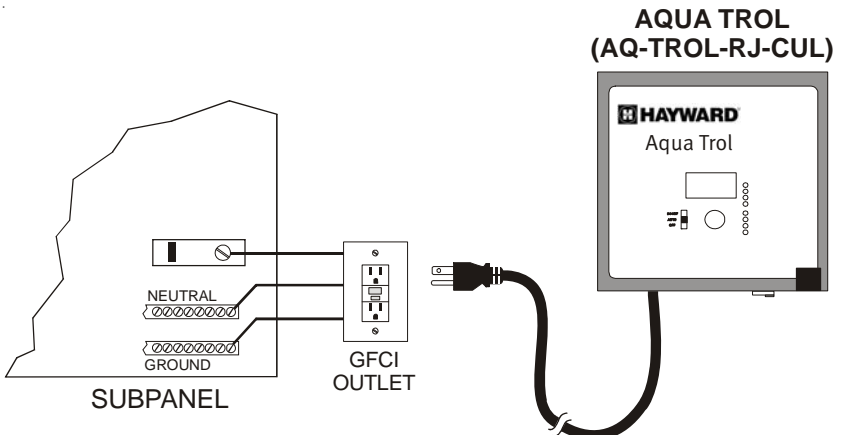 AQUA TROL
(AQ-TROL-RJ-CUL)
HAYWARD
Aqua Trol
NEUTRAL
GROUND
SUBPANEL
GFCI
OUTLET